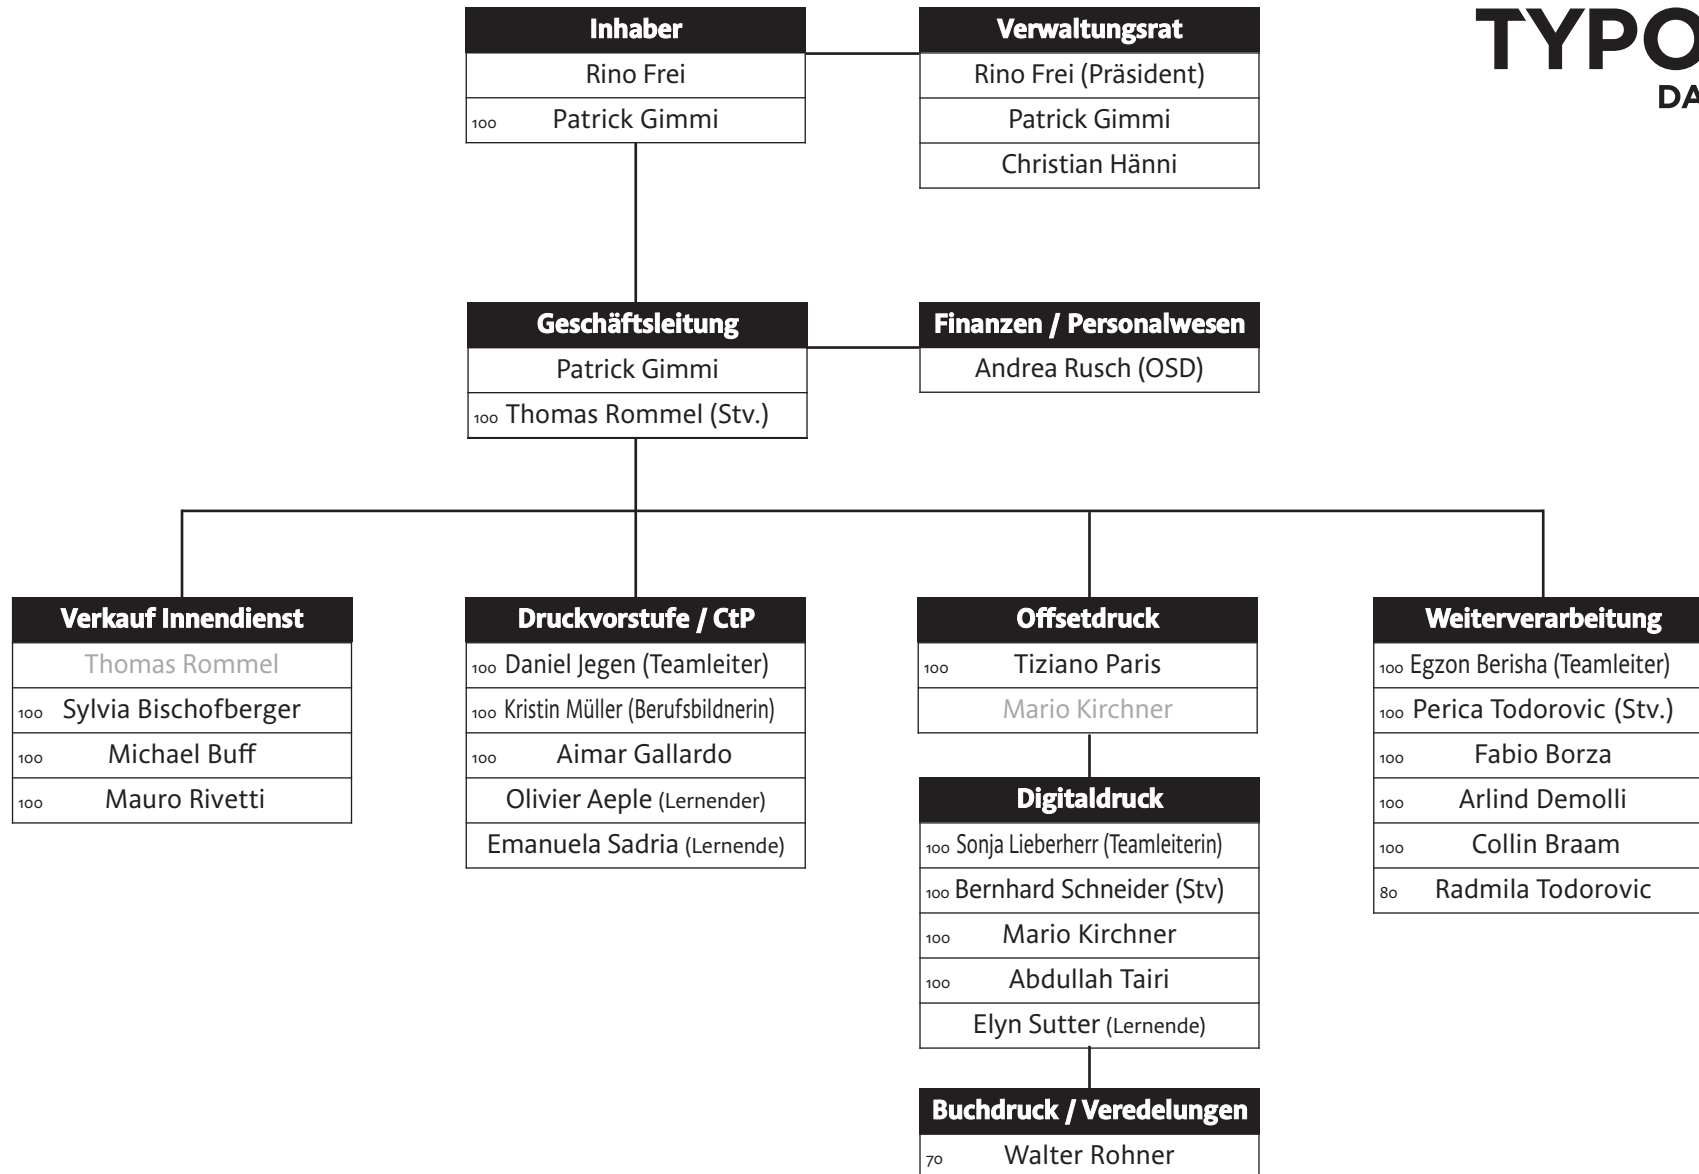 Inhaber
Rino Frei
100 Patrick Gimmi
Verwaltungsrat
Rino Frei (Präsident)
Patrick Gimmi
Christian Hänni
TYPO
DA
Geschäftsleitung
Patrick Gimmi
100 Thomas Rommel (Stv.)
Finanzen / Personalwesen
Andrea Rusch (OSD)
Verkauf Innendienst
Thomas Rommel
100 Sylvia Bischofberger
100 Michael Buff
100 Mauro Rivetti
Druckvorstufe / CtP
100 Daniel Jegen (Teamleiter)
100 Kristin Müller (Berufsbildnerin)
100 Aimar Gallardo
Olivier Aeple (Lernender)
Emanuela Sadria (Lernende)
Offsetdruck
100 Tiziano Paris
Mario Kirchner
Digitaldruck
100 Sonja Lieberherr (Teamleiterin)
100 Bernhard Schneider (Stv)
100 Mario Kirchner
100 Abdullah Tairi
Elyn Sutter (Lernende)
Buchdruck / Veredelungen
70 Walter Rohner
Weiterverarbeitung
100 Egzon Berisha (Teamleiter)
100 Perica Todorovic (Stv.)
100 Fabio Borza
100 Arlind Demolli
100 Collin Braam
80 Radmila Todorovic